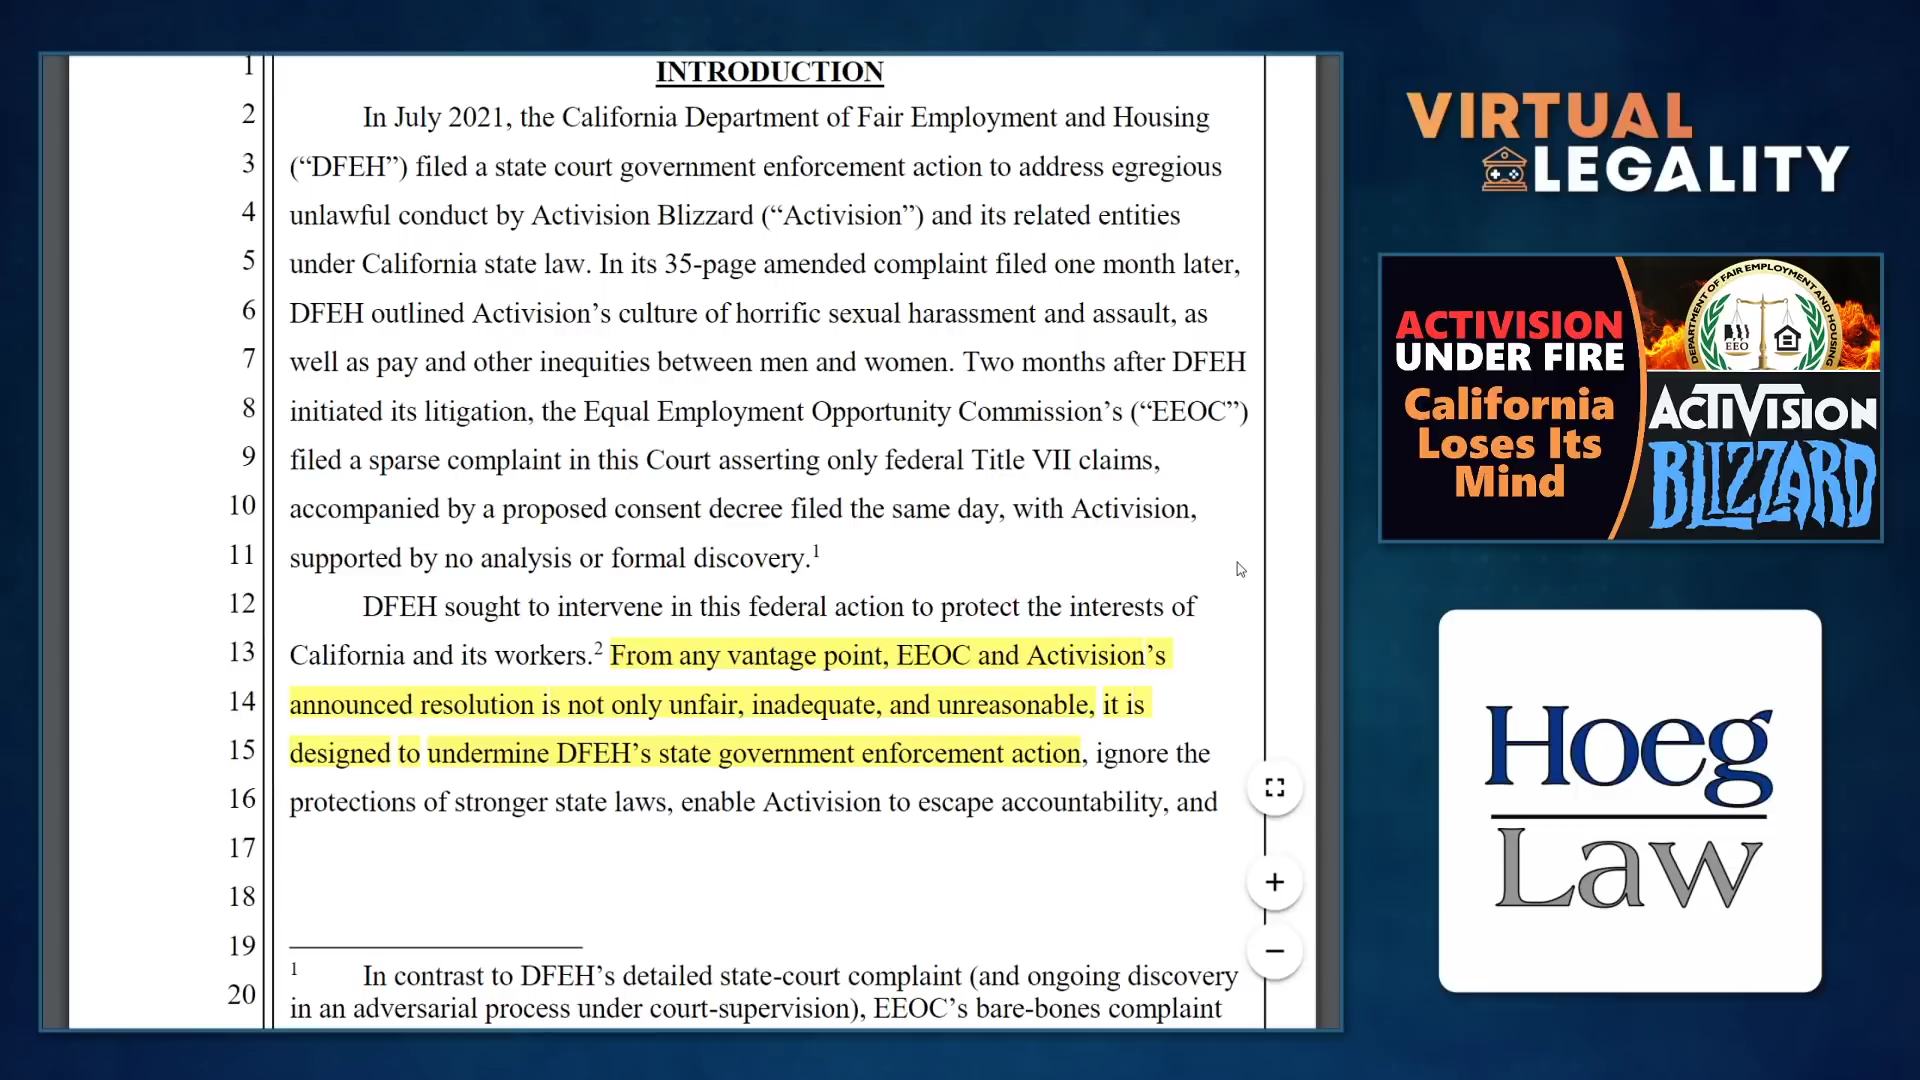 1 INTRODUCTION
2 In July 2021, the California Department of Fair Employment and Housing
3 (“DFEH”) filed a state court government enforcement action to address egregious
4 unlawful conduct by Activision Blizzard (“Activision”) and its related entities
5 under California state law. In its 35-page amended complaint filed one month later,
6 DFEH outlined Activision’s culture of horrific sexual harassment and assault, as
7 well as pay and other inequities between men and women. Two months after DFEH
8 initiated its litigation, the Equal Employment Opportunity Commission’s (“EEOC”)
9 filed a sparse complaint in this Court asserting only federal Title VII claims,
10 accompanied by a proposed consent decree filed the same day, with Activision,
11 supported by no analysis or formal discovery.1
12 DFEH sought to intervene in this federal action to protect the interests of
13 California and its workers.2 From any vantage point, EEOC and Activision’s
14 announced resolution is not only unfair, inadequate, and unreasonable, it is
15 designed to undermine DFEH’s state government enforcement action, ignore the
16 protections of stronger state laws, enable Activision to escape accountability, and
17
18
19
1 In contrast to DFEH’s detailed state-court complaint (and ongoing discovery
20 in an adversarial process under court-supervision), EEOC’s bare-bones complaint
VIRTUAL
LEGALITY
ACTIVISION
UNDER FIRE
California
Loses Its
Mind
DEPARTMENT OF FAIR EMPLOYMENT AND HOUSING
EEO
ACTIVISION
BLIZZARD
Hoeg
Law